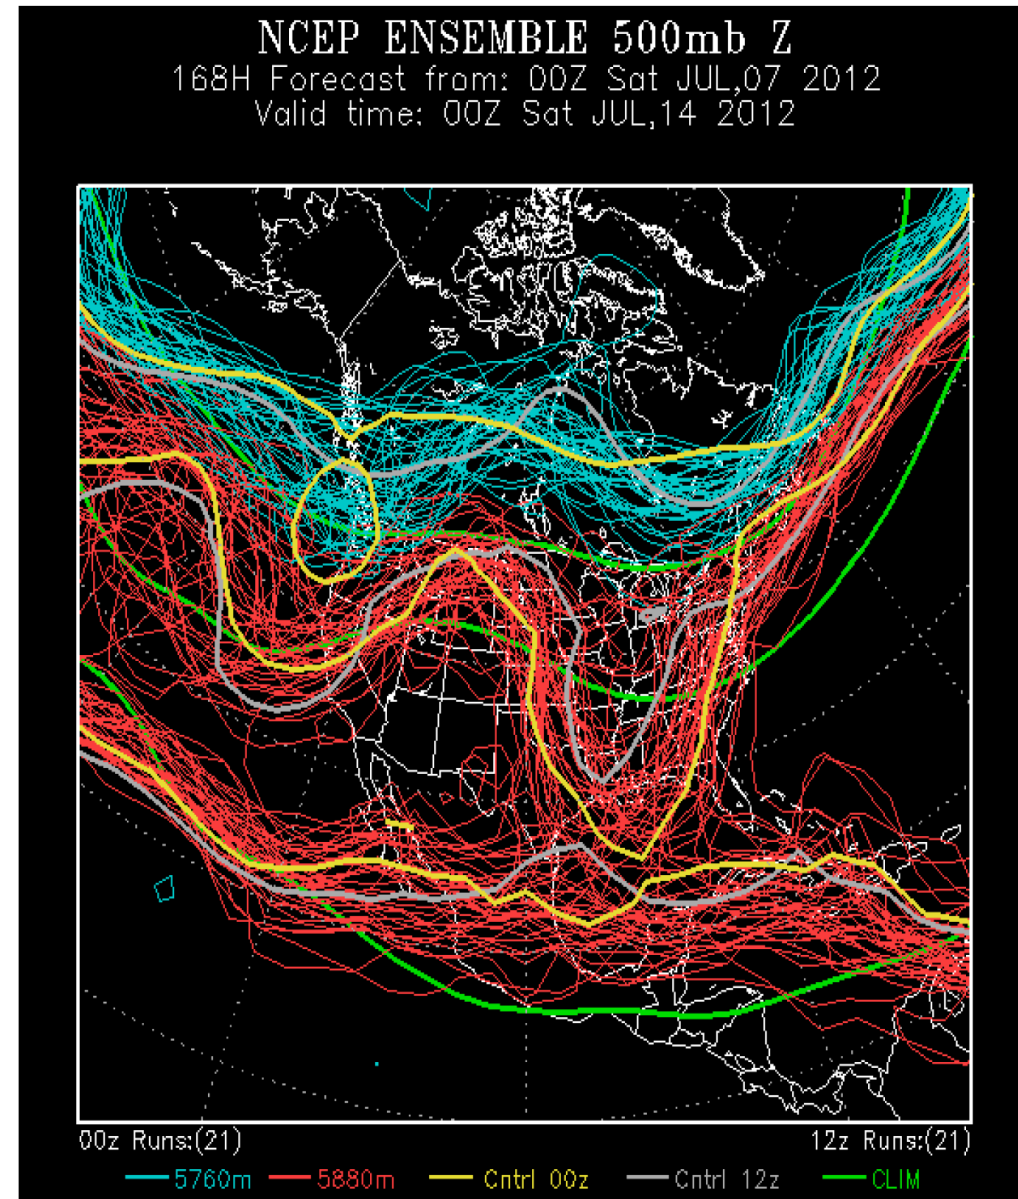 NCEP ENSEMBLE 500mb Z
168H Forecast from: 00Z Sat JUL,07 2012
Valid time: 00Z Sat JUL,14 2012
00z Runs:(21) 12z Runs:(21)
5760m 5880m Cntrl 00z Cntrl 12z CLIM